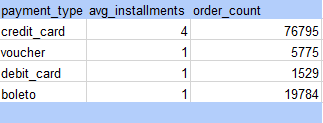 payment_type avg_installments order_count
credit_card 4 76795
voucher 1 5775
debit_card 1 1529
boleto 1 19784